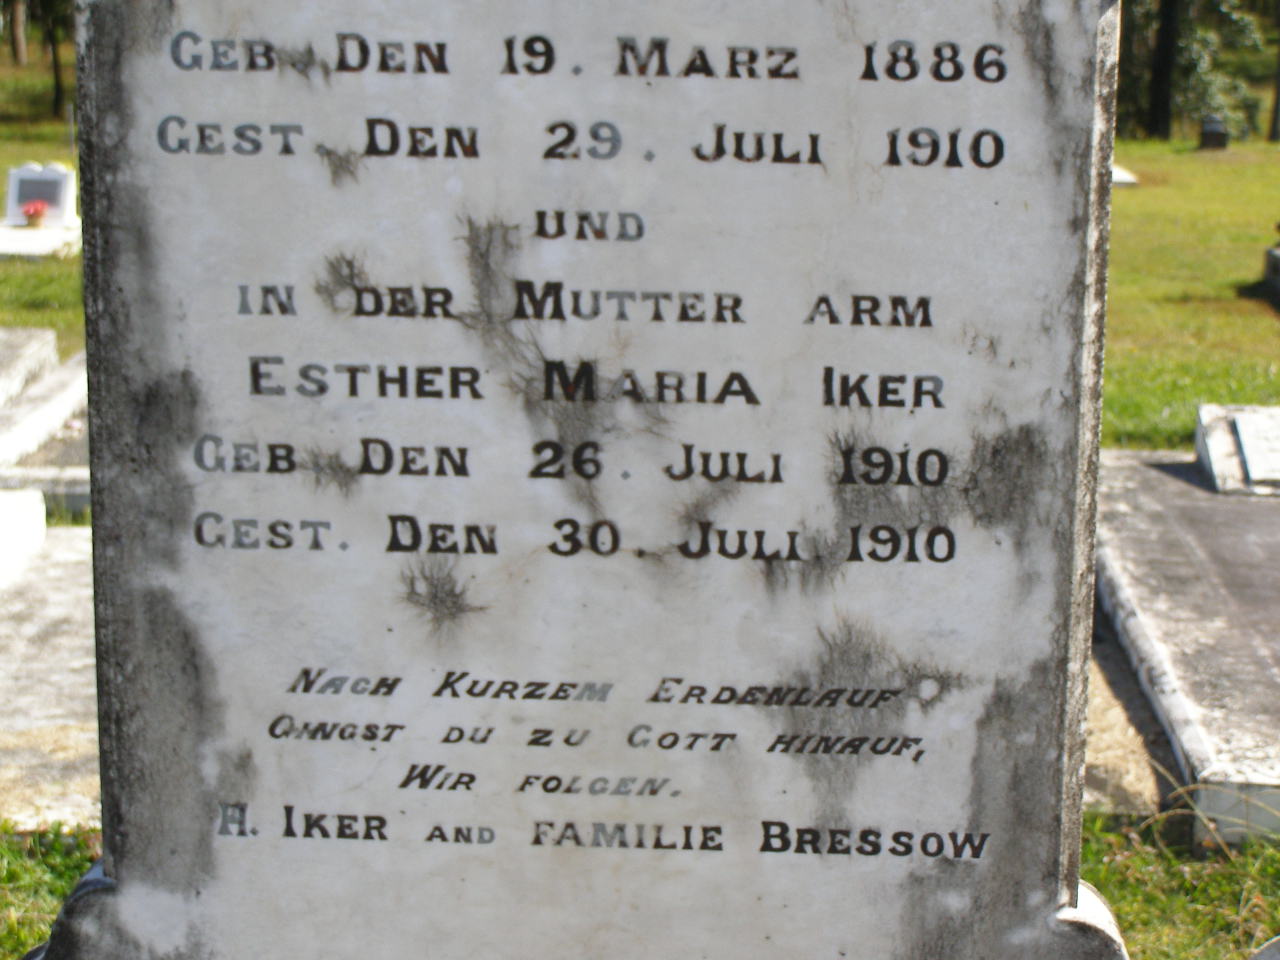 GEB. DEN 19. MARZ 1886
GEST. DEN 29. JULI 1910
UND
IN DER MUTTER ARM
ESTHER MARIA IKER
GEB. DEN 26. JULI 1910
GEST. DEN 30. JULI 1910
NACH KURZEM ERDENLAUF
GINGST DU ZU GOTT HINAUF,
WIR FOLGEN.
H. IKER AND FAMILIE BRESSOW